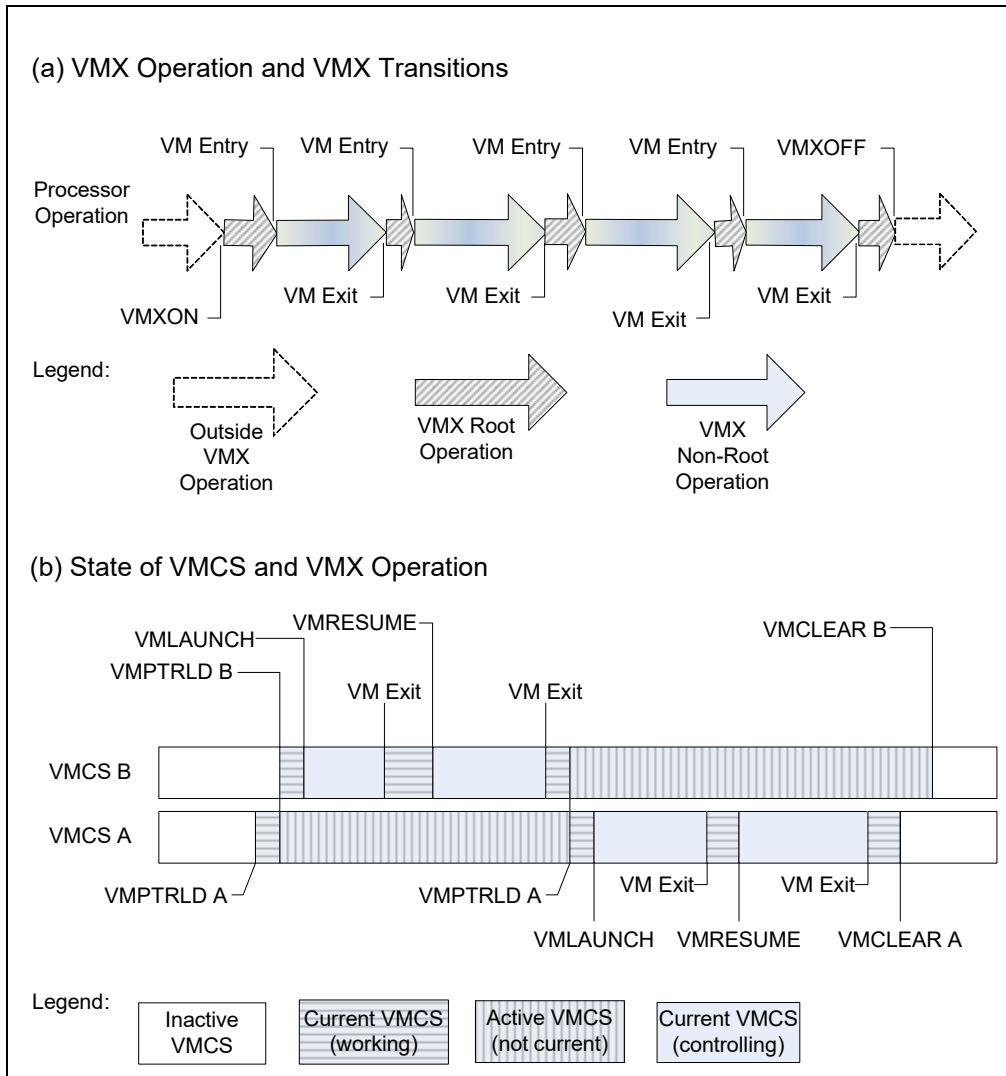 (a) VMX Operation and VMX Transitions
VM Entry
VM Entry
VM Entry
VM Entry
VMXOFF
Processor
Operation
VM Exit
VM Exit
VM Exit
VM Exit
VMXON
Legend:
Outside
VMX
Operation
VMX Root
Operation
VMX
Non-Root
Operation
(b) State of VMCS and VMX Operation
VMRESUME
VMLAUNCH
VMCLEAR B
VMPTRLD B
VM Exit
VM Exit
VMCS B
VMCS A
VMPTRLD A
VMPTRLD A
VM Exit
VM Exit
VMLAUNCH
VMRESUME
VMCLEAR A
Legend:
Inactive
VMCS
Current VMCS
(working)
Active VMCS
(not current)
Current VMCS
(controlling)